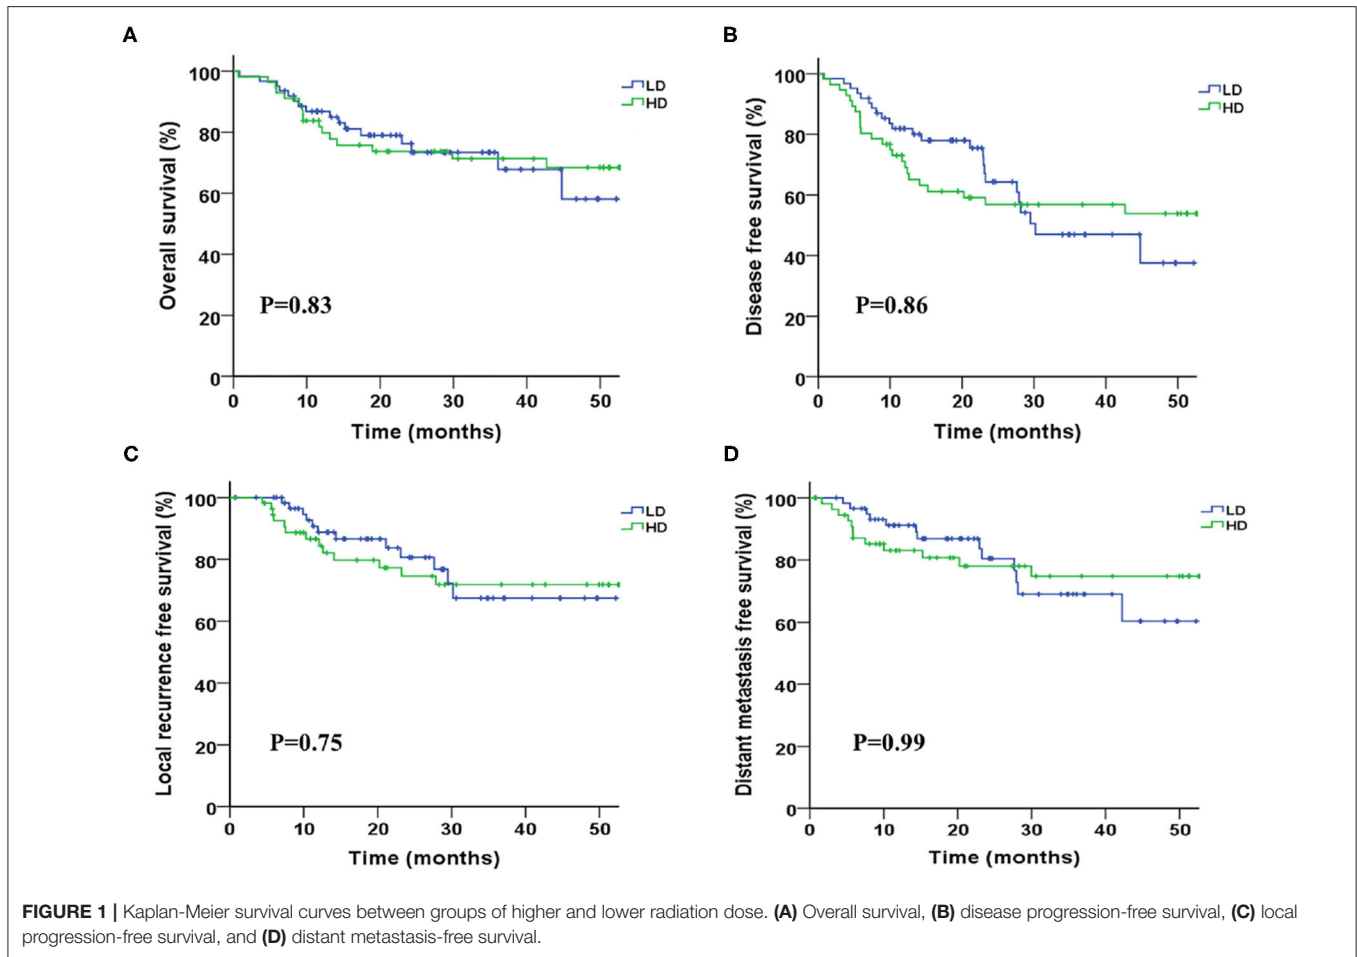 A
Overall survival (%)
100
80
60
40
20
0
0 10 20 30 40 50
Time (months)
LD
HD
P=0.83
B
Disease free survival (%)
100
80
60
40
20
0
0 10 20 30 40 50
Time (months)
LD
HD
P=0.86
C
Local recurrence free survival (%)
100
80
60
40
20
0
0 10 20 30 40 50
Time (months)
LD
HD
P=0.75
D
Distant metastasis free survival (%)
100
80
60
40
20
0
0 10 20 30 40 50
Time (months)
LD
HD
P=0.99
FIGURE 1 | Kaplan-Meier survival curves between groups of higher and lower radiation dose. (A) Overall survival, (B) disease progression-free survival, (C) local
progression-free survival, and (D) distant metastasis-free survival.